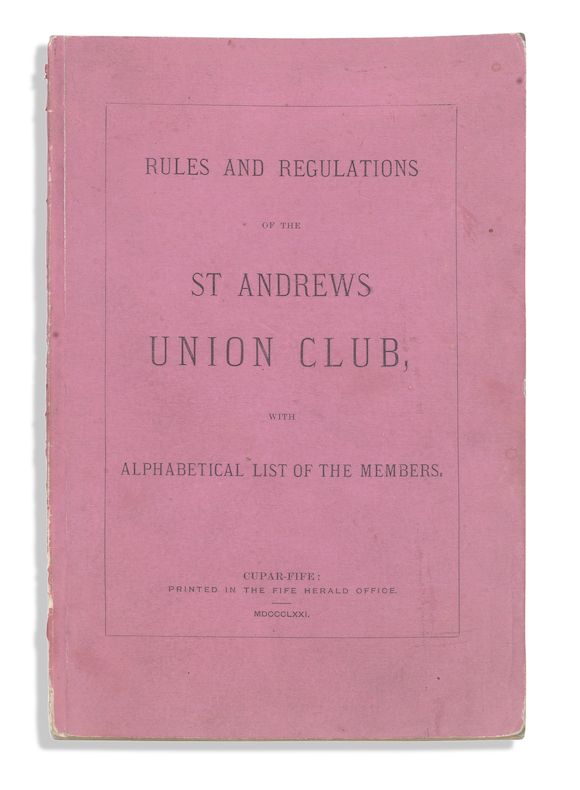 RULES AND REGULATIONS
OF THE
ST ANDREWS
UNION CLUB,
WITH
ALPHABETICAL LIST OF THE MEMBERS.
CUPAR-FIFE:
PRINTED IN THE FIFE HERALD OFFICE.
MDCCCLXXI.